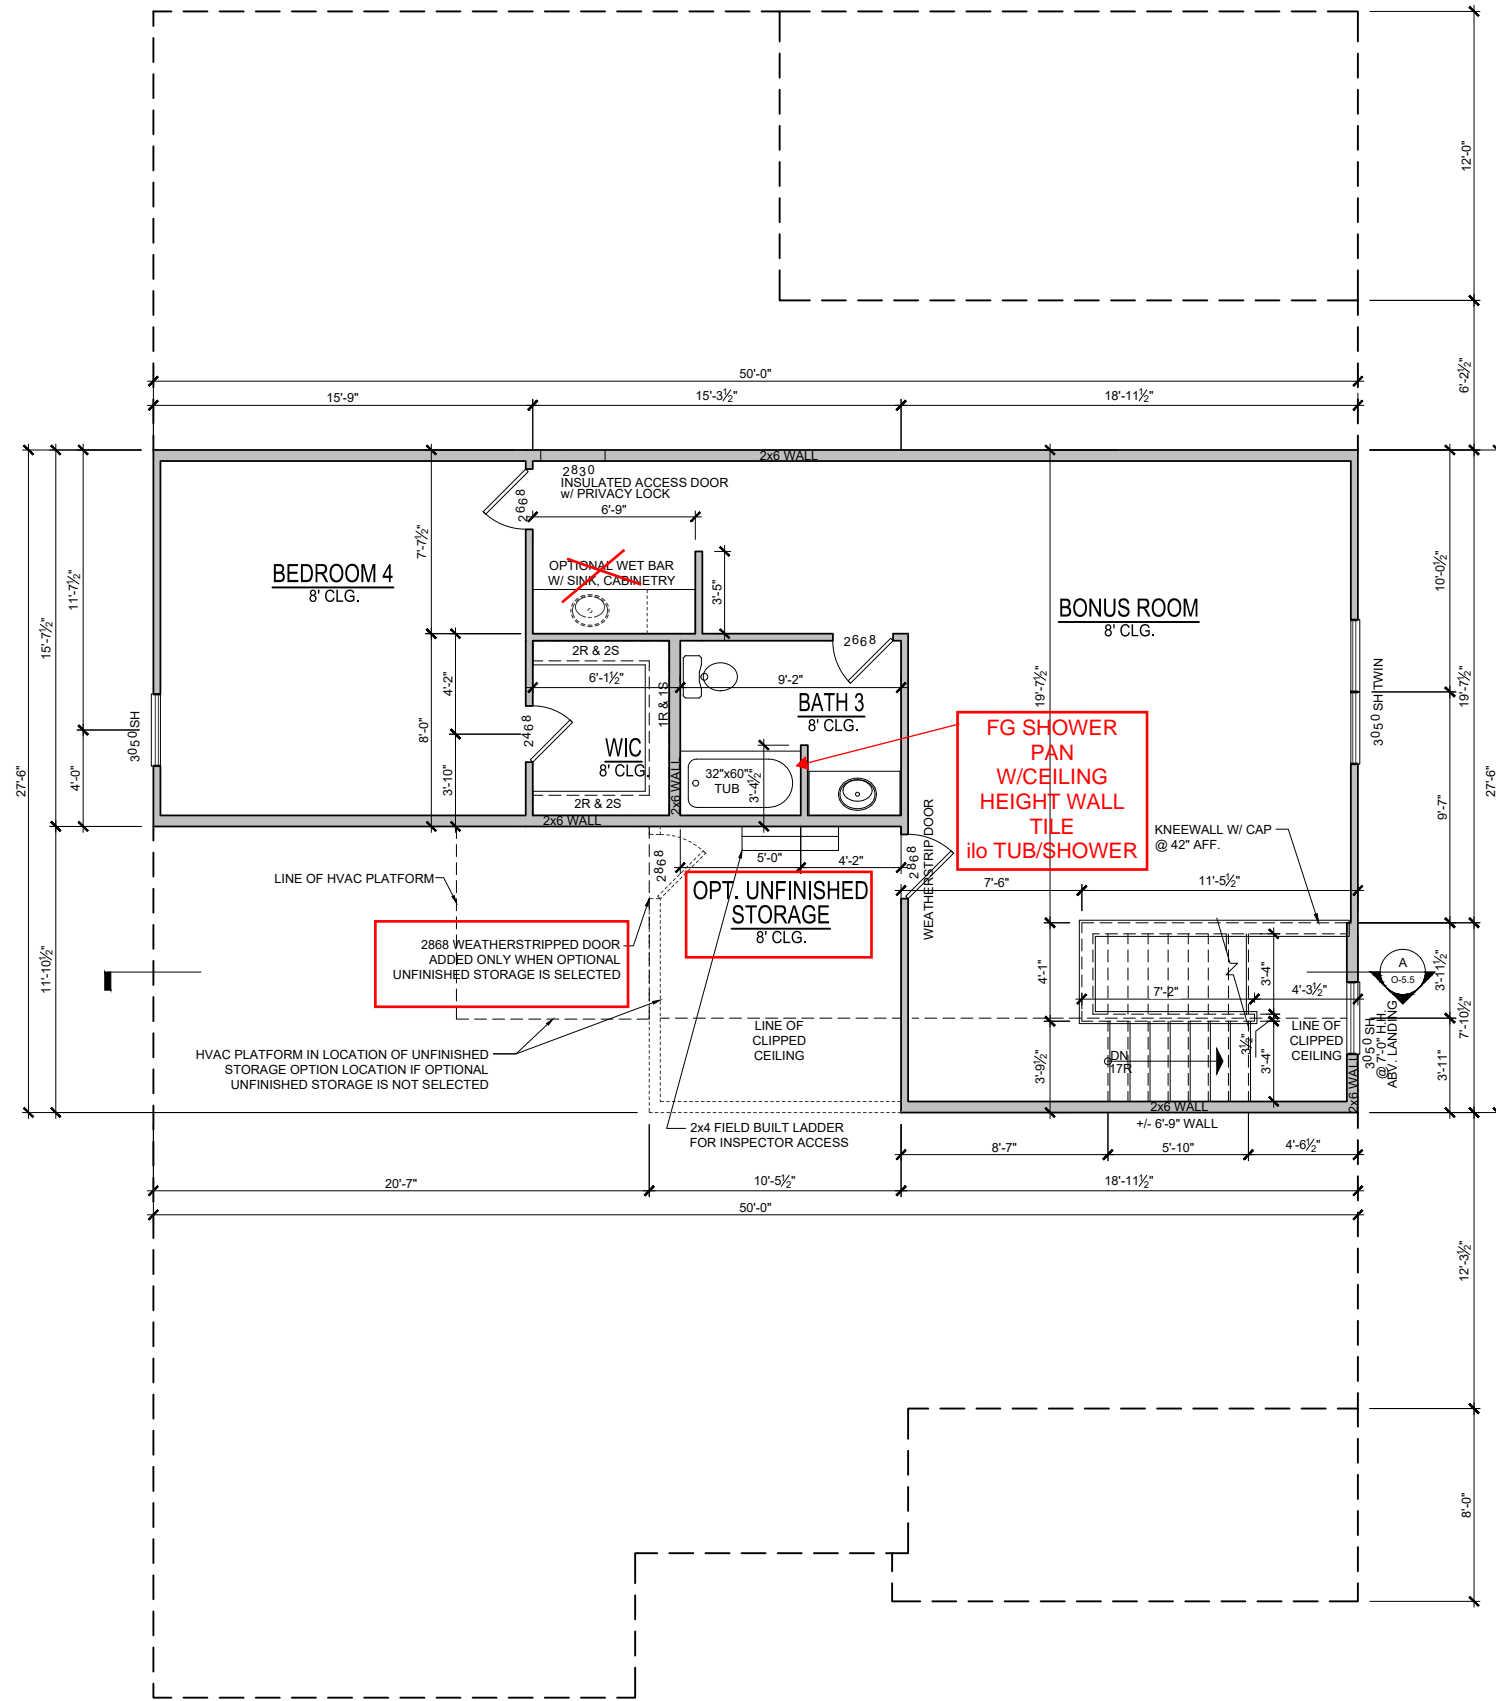 12'-0"
50'-0"
6'-2½"
15'-9"
15'-3½"
18'-11½"
2x6 WALL
2830
INSULATED ACCESS DOOR
w/ PRIVACY LOCK
2668
6'-9"
7'-7½"
OPTIONAL WET BAR
W/ SINK, CABINETRY
3'-5"
BEDROOM 4
8' CLG.
BONUS ROOM
8' CLG.
10'-0½"
11'-7½"
15'-7½"
27'-6"
2668
2R & 2S
6'-1½"
1R & 1S
9'-2"
19'-7½"
19'-7½"
4'-2"
8'-0"
BATH 3
8' CLG.
3050 SH
3050 SH TWIN
2468
WIC
8' CLG.
FG SHOWER
PAN
W/CEILING
HEIGHT WALL
TILE
ilo TUB/SHOWER
4'-0"
3'-10"
32"x60"
TUB
3'-4½"
2x6 WALL
2R & 2S
2x6 WALL
27'-6"
9'-7"
WEATHERSTRIP DOOR
KNEEWALL W/ CAP
@ 42" AFF.
2868
5'-0"
4'-2"
2868
LINE OF HVAC PLATFORM
7'-6"
11'-5½"
OPT. UNFINISHED
STORAGE
8' CLG.
2868 WEATHERSTRIPPED DOOR
ADDED ONLY WHEN OPTIONAL
UNFINISHED STORAGE IS SELECTED
11'-10½"
4'-1"
3'-4"
7'-2"
4'-3½"
A
O-5.5
3'-11½"
7'-10½"
LINE OF
CLIPPED
CEILING
LINE OF
CLIPPED
CEILING
3050 SH
@ 7'-0" H.H.
ABV. LANDING
HVAC PLATFORM IN LOCATION OF UNFINISHED
STORAGE OPTION LOCATION IF OPTIONAL
UNFINISHED STORAGE IS NOT SELECTED
3'-9½"
DN
17R
3½"
3'-4"
3'-11"
2x6 WALL
2x6 WALL
+/- 6'-9" WALL
2x4 FIELD BUILT LADDER
FOR INSPECTOR ACCESS
8'-7"
5'-10"
4'-6½"
20'-7"
10'-5½"
18'-11½"
50'-0"
12'-3½"
8'-0"